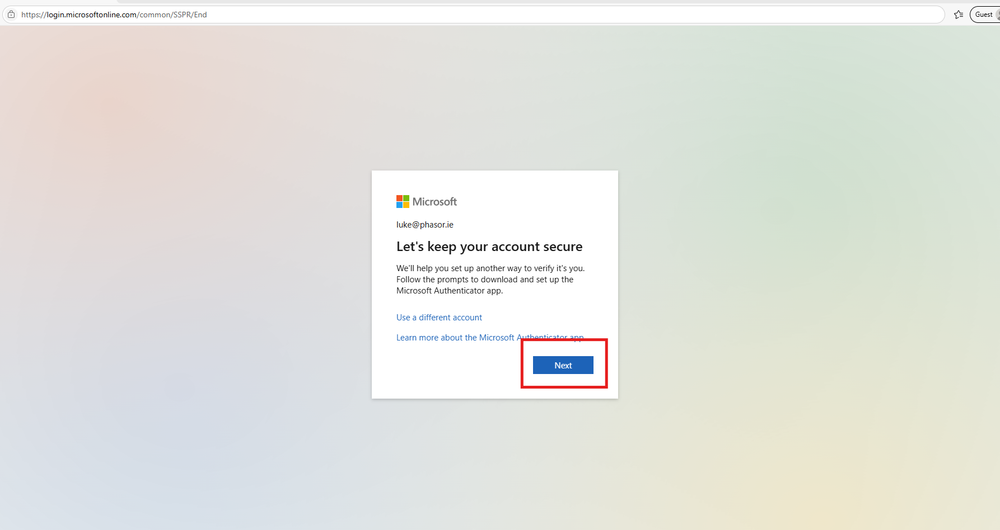 https://login.microsoftonline.com/common/SSPR/End
Guest
Microsoft
luke@phasor.ie
Let's keep your account secure
We'll help you set up another way to verify it's you.
Follow the prompts to download and set up the
Microsoft Authenticator app.
Use a different account
Learn more about the Microsoft Authenticator app
Next